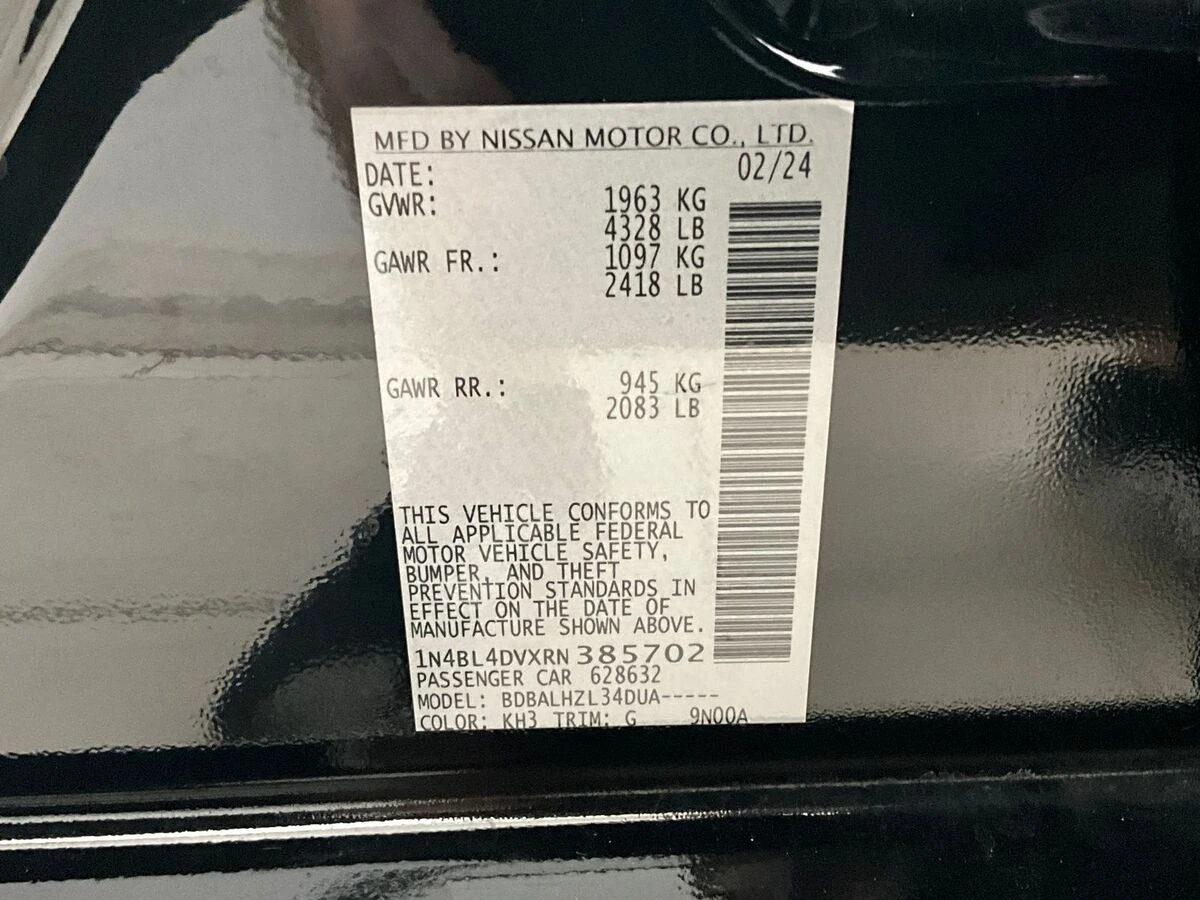 MFD BY NISSAN MOTOR CO., LTD.
DATE: 02/24
GVWR: 1963 KG
4328 LB
GAWR FR.: 1097 KG
2418 LB
GAWR RR.: 945 KG
2083 LB
THIS VEHICLE CONFORMS TO
ALL APPLICABLE FEDERAL
MOTOR VEHICLE SAFETY,
BUMPER, AND THEFT
PREVENTION STANDARDS IN
EFFECT ON THE DATE OF
MANUFACTURE SHOWN ABOVE.
1N4BL4DVXRN 385702
PASSENGER CAR 628632
MODEL: BDBALHZL34DUA-----
COLOR: KH3 TRIM: G 9N00A